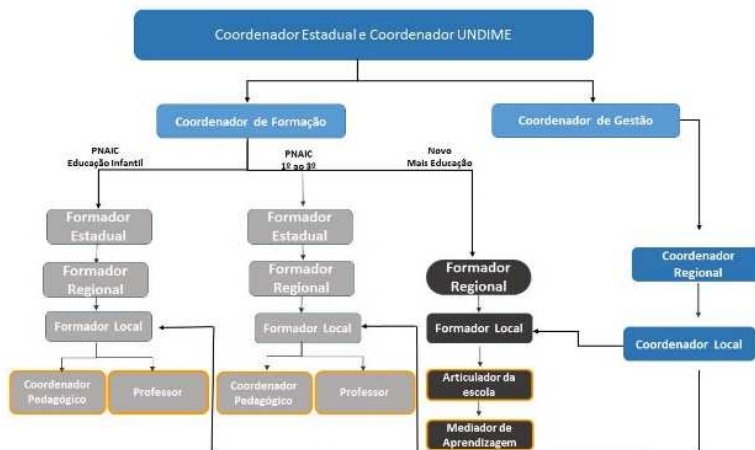 Coordenador Estadual e Coordenador UNDIME
Coordenador de Formação
Coordenador de Gestão
PNAIC
Educação Infantil
PNAIC
1º ao 3º
Novo
Mais Educação
Formador
Estadual
Formador
Estadual
Formador
Regional
Formador
Regional
Formador
Regional
Coordenador
Regional
Formador Local
Formador Local
Formador Local
Coordenador Local
Coordenador
Pedagógico
Professor
Coordenador
Pedagógico
Professor
Articulador da
escola
Mediador de
Aprendizagem